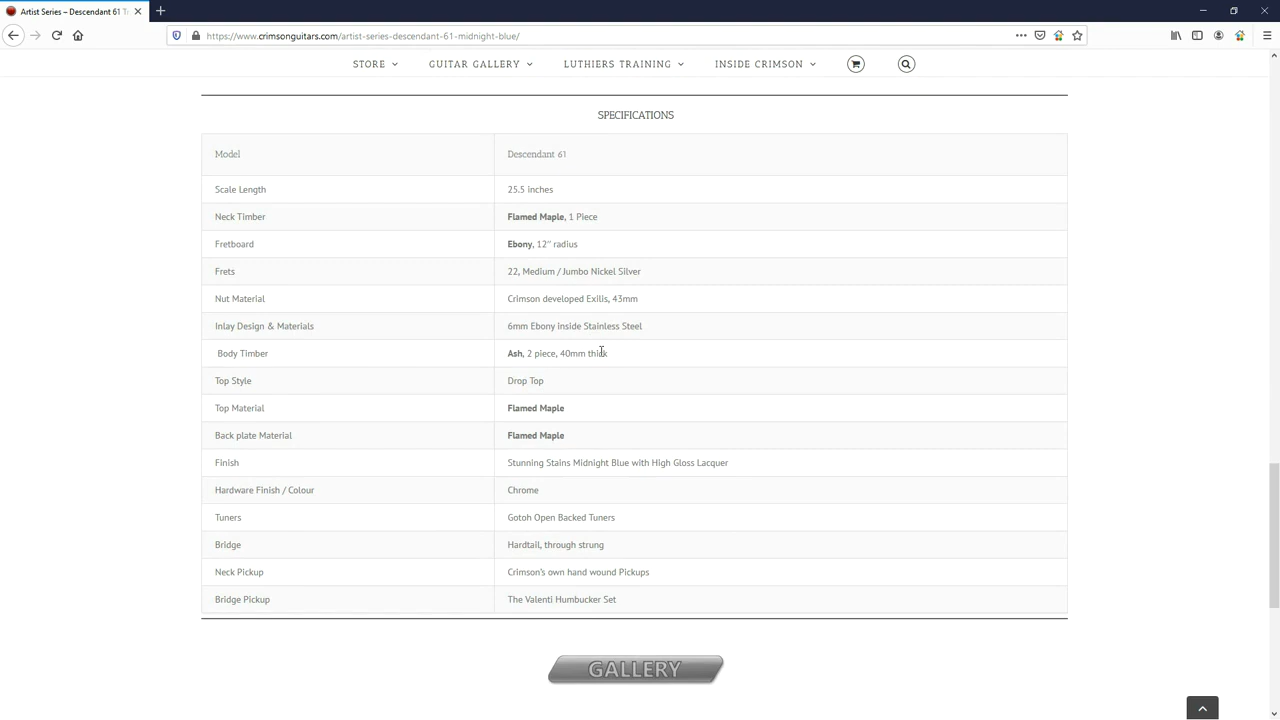 Artist Series – Descendant 61 T
https://www.crimsonguitars.com/artist-series-descendant-61-midnight-blue/
STORE GUITAR GALLERY LUTHIERS TRAINING INSIDE CRIMSON
SPECIFICATIONS
Model Descendant 61
Scale Length 25.5 inches
Neck Timber Flamed Maple, 1 Piece
Fretboard Ebony, 12″ radius
Frets 22, Medium / Jumbo Nickel Silver
Nut Material Crimson developed Exilis, 43mm
Inlay Design & Materials 6mm Ebony inside Stainless Steel
Body Timber Ash, 2 piece, 40mm thick
Top Style Drop Top
Top Material Flamed Maple
Back plate Material Flamed Maple
Finish Stunning Stains Midnight Blue with High Gloss Lacquer
Hardware Finish / Colour Chrome
Tuners Gotoh Open Backed Tuners
Bridge Hardtail, through strung
Neck Pickup Crimson's own hand wound Pickups
Bridge Pickup The Valenti Humbucker Set
GALLERY